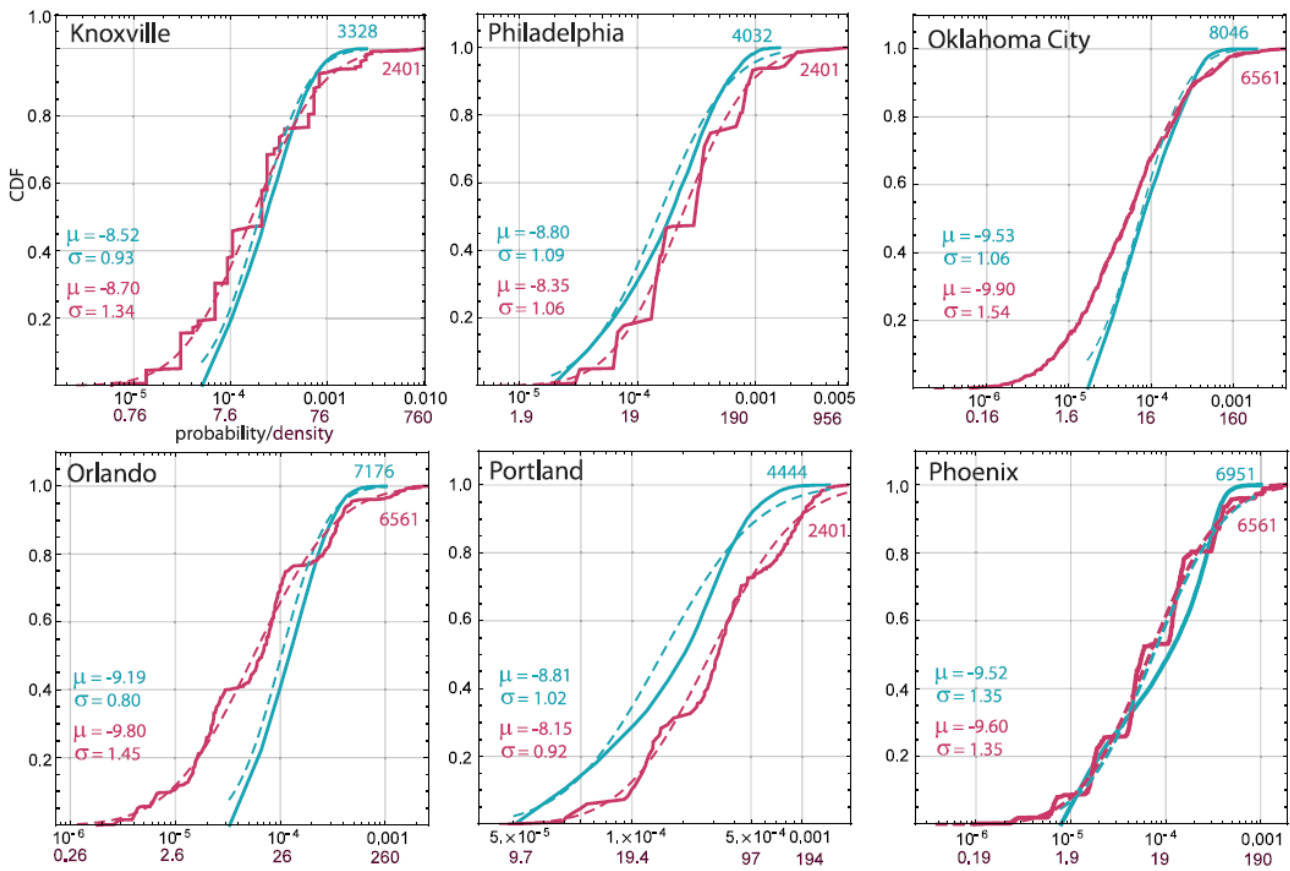 Knoxville
3328
2401
1.0
0.8
0.6
0.4
0.2
CDF
μ = -8.52
σ = 0.93
μ = -8.70
σ = 1.34
10⁻⁵ 10⁻⁴ 0.001 0.010
0.76 7.6 76 760
probability/density
Philadelphia
4032
2401
1.0
0.8
0.6
0.4
0.2
μ = -8.80
σ = 1.09
μ = -8.35
σ = 1.06
10⁻⁵ 10⁻⁴ 0.001 0.005
1.9 19 190 956
Oklahoma City
8046
6561
1.0
0.8
0.6
0.4
0.2
μ = -9.53
σ = 1.06
μ = -9.90
σ = 1.54
10⁻⁶ 10⁻⁵ 10⁻⁴ 0,001
0.16 1.6 16 160
Orlando
7176
6561
1.0
0.8
0.6
0.4
0.2
μ = -9.19
σ = 0.80
μ = -9.80
σ = 1.45
10⁻⁶ 10⁻⁵ 10⁻⁴ 0.001
0.26 2.6 26 260
Portland
4444
2401
1.0
0.8
0.6
0.4
0.2
μ = -8.81
σ = 1.02
μ = -8.15
σ = 0.92
5.×10⁻⁵ 1.×10⁻⁴ 5.×10⁻⁴ 0,001
9.7 19.4 97 194
Phoenix
6951
6561
1.0
0.8
0.6
0.4
0.2
μ = -9.52
σ = 1.35
μ = -9.60
σ = 1.35
10⁻⁶ 10⁻⁵ 10⁻⁴ 0.001
0.19 1.9 19 190